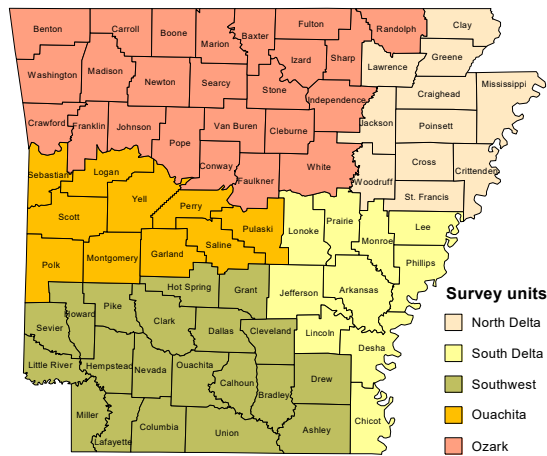 Benton
Carroll
Boone
Marion
Baxter
Fulton
Randolph
Clay
Izard
Sharp
Lawrence
Greene
Washington
Madison
Newton
Searcy
Stone
Independence
Mississippi
Craighead
Crawford
Franklin
Johnson
Pope
Van Buren
Cleburne
Jackson
Poinsett
Conway
Faulkner
White
Woodruff
Cross
Crittenden
St. Francis
Sebastian
Logan
Yell
Perry
Scott
Pulaski
Saline
Garland
Montgomery
Polk
Lonoke
Prairie
Monroe
Lee
Phillips
Hot Spring
Grant
Jefferson
Arkansas
Sevier
Howard
Pike
Clark
Dallas
Cleveland
Lincoln
Desha
Little River
Hempstead
Nevada
Ouachita
Calhoun
Bradley
Drew
Miller
Lafayette
Columbia
Union
Ashley
Chicot
Survey units
North Delta
South Delta
Southwest
Ouachita
Ozark